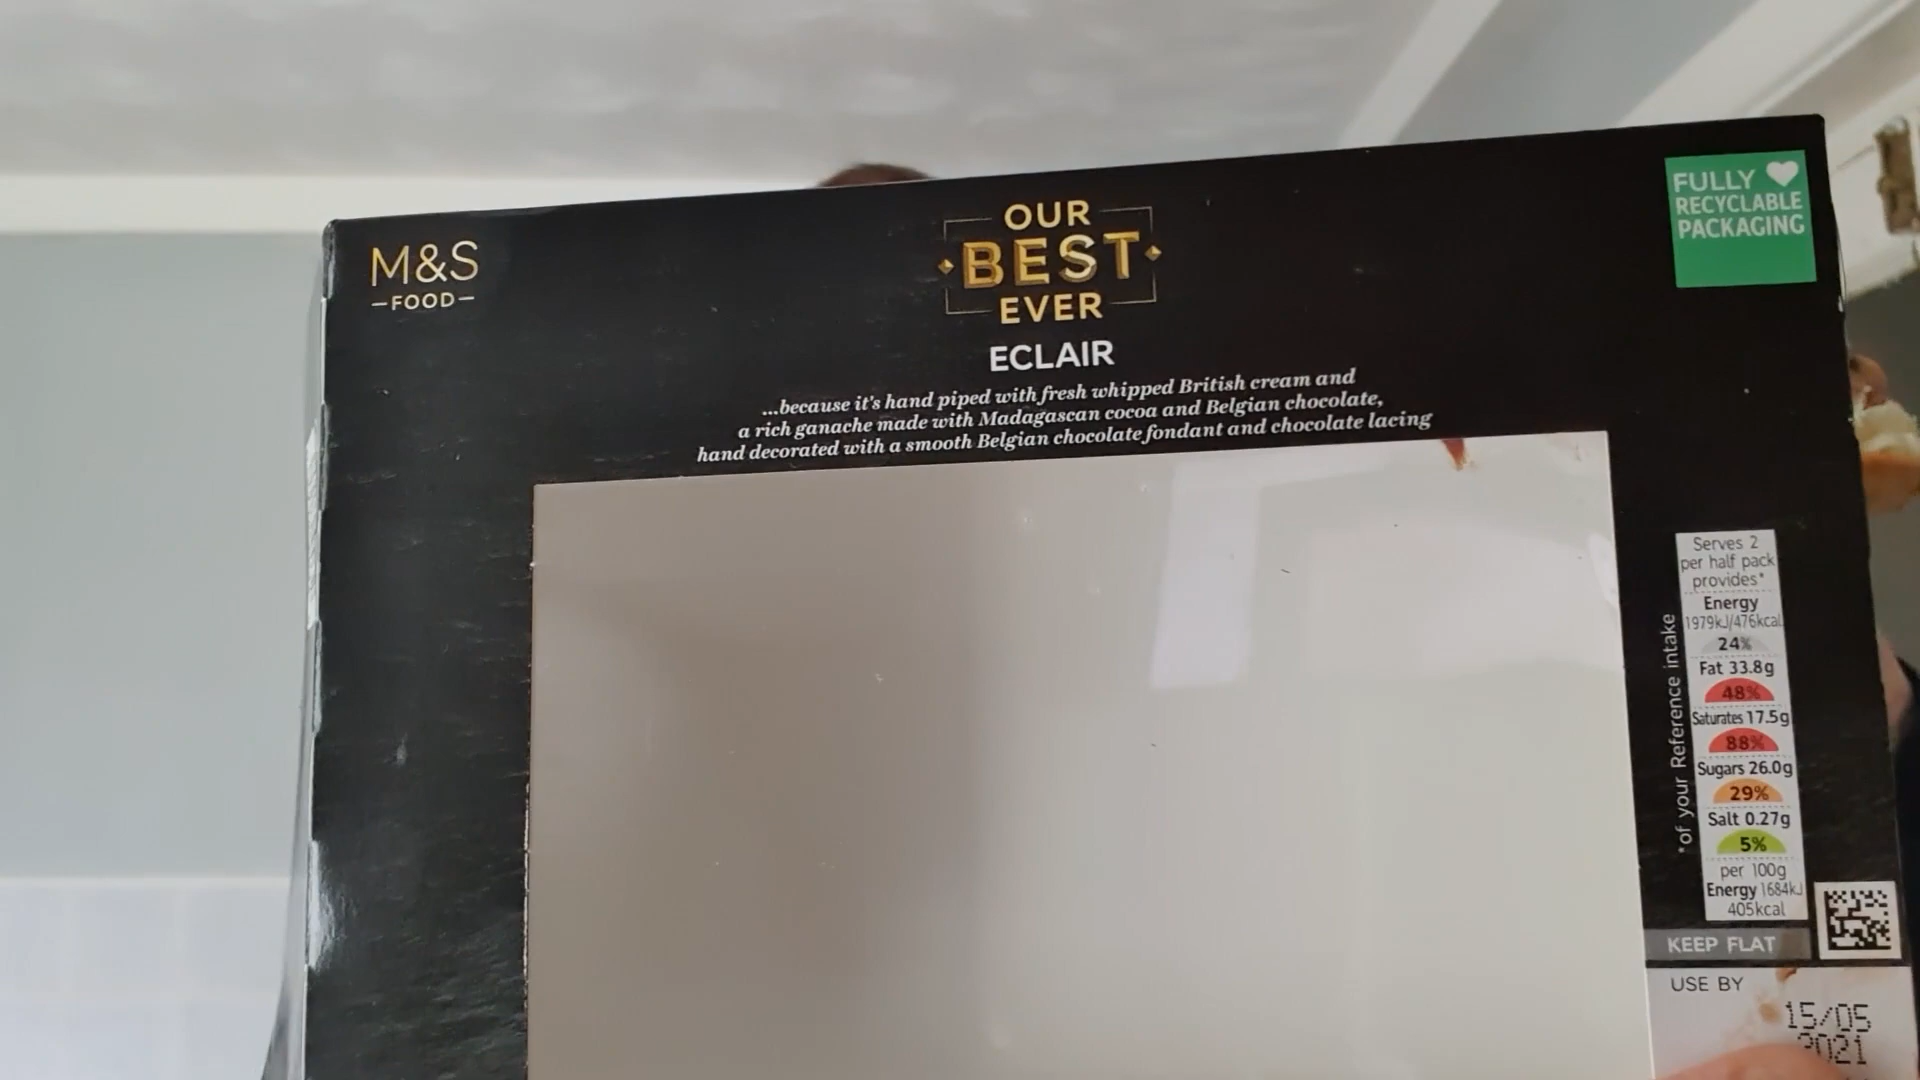 M&S
FOOD
OUR
BEST
EVER
ECLAIR
...because it's hand piped with fresh whipped British cream and
a rich ganache made with Madagascan cocoa and Belgian chocolate,
hand decorated with a smooth Belgian chocolate fondant and chocolate lacing
FULLY
RECYCLABLE
PACKAGING
Serves 2
per half pack
provides*
Energy
1979kJ/476kcal
24%
Fat 33.8g
48%
Saturates 17.5g
88%
Sugars 26.0g
29%
Salt 0.27g
5%
per 100g
Energy 1684kJ
405kcal
*of your Reference intake
KEEP FLAT
USE BY
15/05
2021